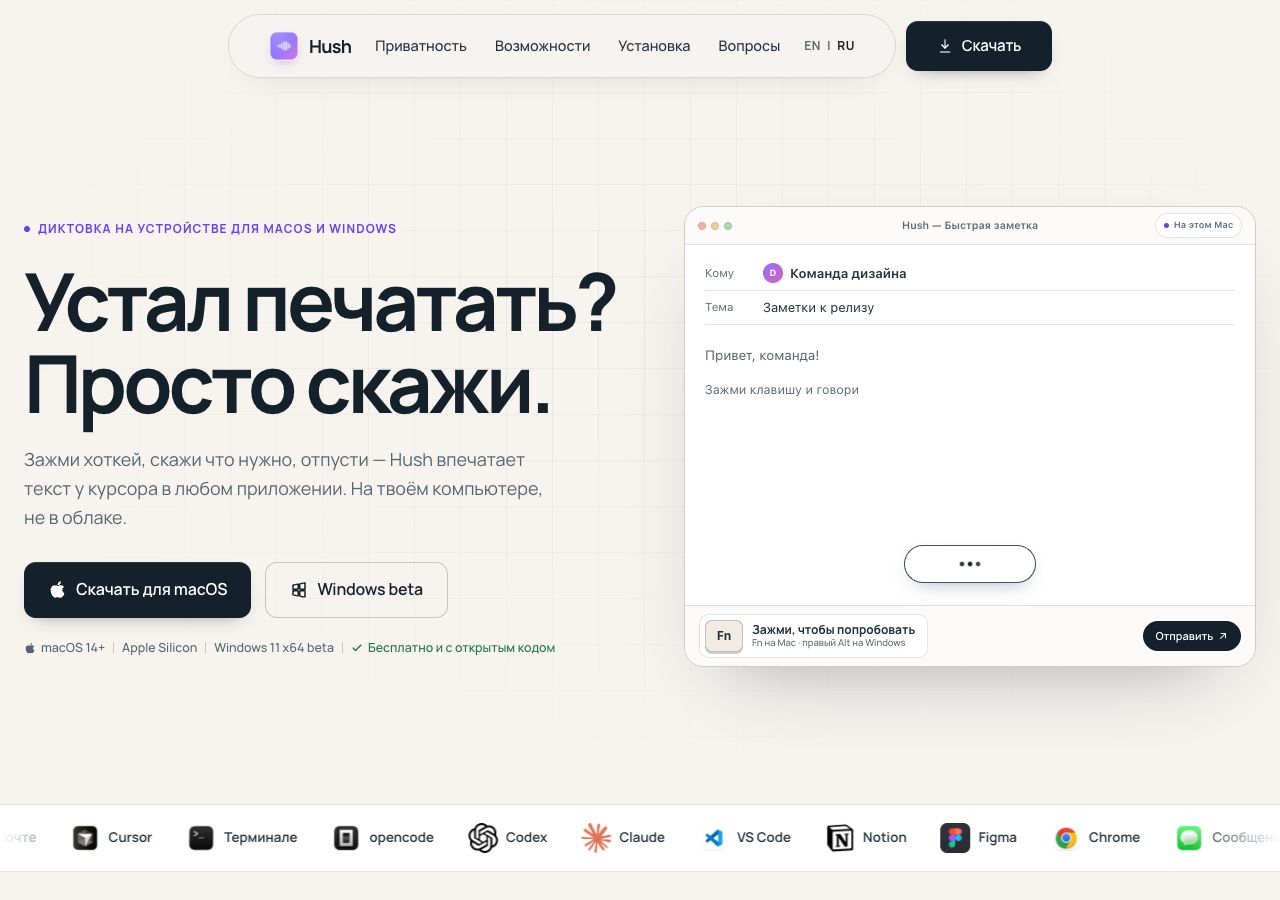 Hush Приватность Возможности Установка Вопросы EN | RU Скачать
ДИКТОВКА НА УСТРОЙСТВЕ ДЛЯ MACOS И WINDOWS
Устал печатать?
Просто скажи.
Зажми хоткей, скажи что нужно, отпусти — Hush впечатает
текст у курсора в любом приложении. На твоём компьютере,
не в облаке.
Скачать для macOS Windows beta
macOS 14+ | Apple Silicon | Windows 11 x64 beta | Бесплатно и с открытым кодом
Hush — Быстрая заметка На этом Mac
Кому D Команда дизайна
Тема Заметки к релизу
Привет, команда!
Зажми клавишу и говори
Fn Зажми, чтобы попробовать
Fn на Mac · правый Alt на Windows
Отправить
Cursor Терминале opencode Codex Claude VS Code Notion Figma Chrome